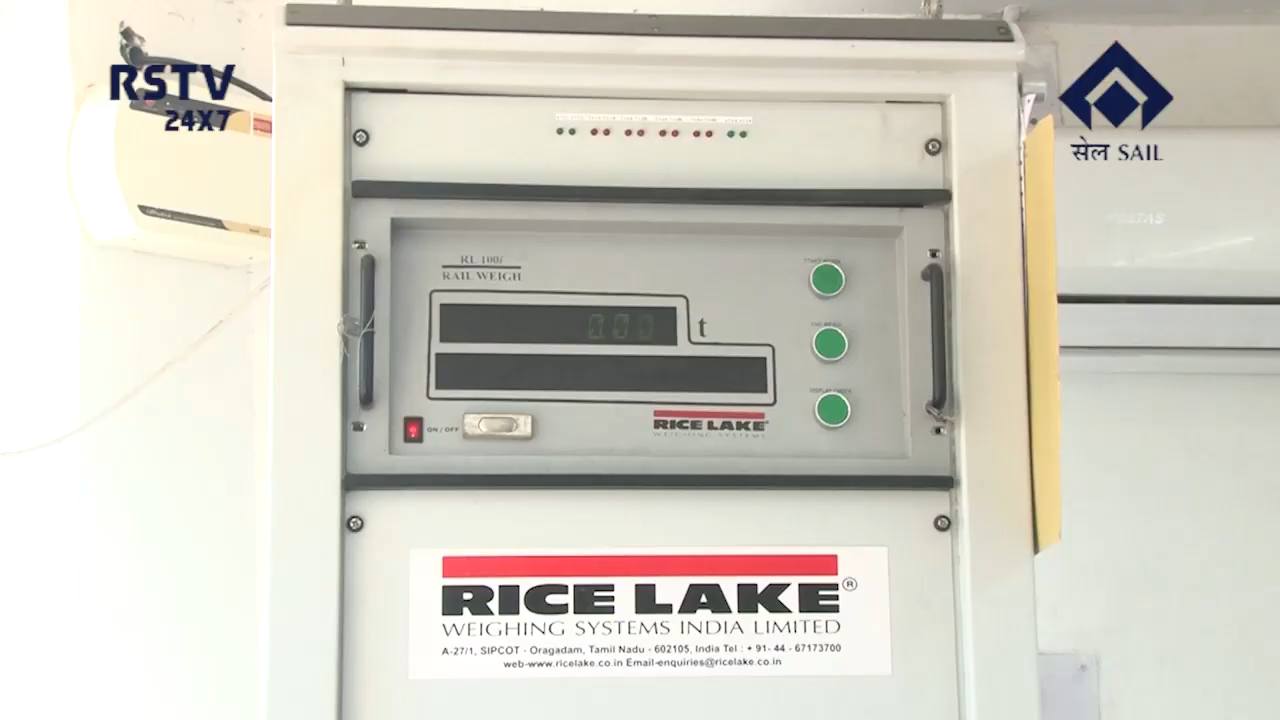 RSTV
24X7
सेल SAIL
RL 100i
RAIL WEIGH
0.00
t
ON / OFF
RICE LAKE
WEIGHING SYSTEMS
RICE LAKE®
WEIGHING SYSTEMS INDIA LIMITED
A-27/1, SIPCOT - Oragadam, Tamil Nadu - 602105, India Tel : + 91- 44 - 67173700
web-www.ricelake.co.in Email-enquiries@ricelake.co.in